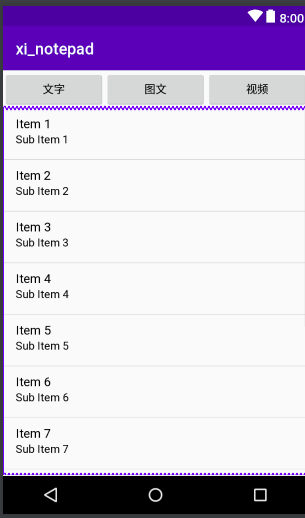 8:00
xi_notepad
文字 图文 视频
Item 1
Sub Item 1
Item 2
Sub Item 2
Item 3
Sub Item 3
Item 4
Sub Item 4
Item 5
Sub Item 5
Item 6
Sub Item 6
Item 7
Sub Item 7